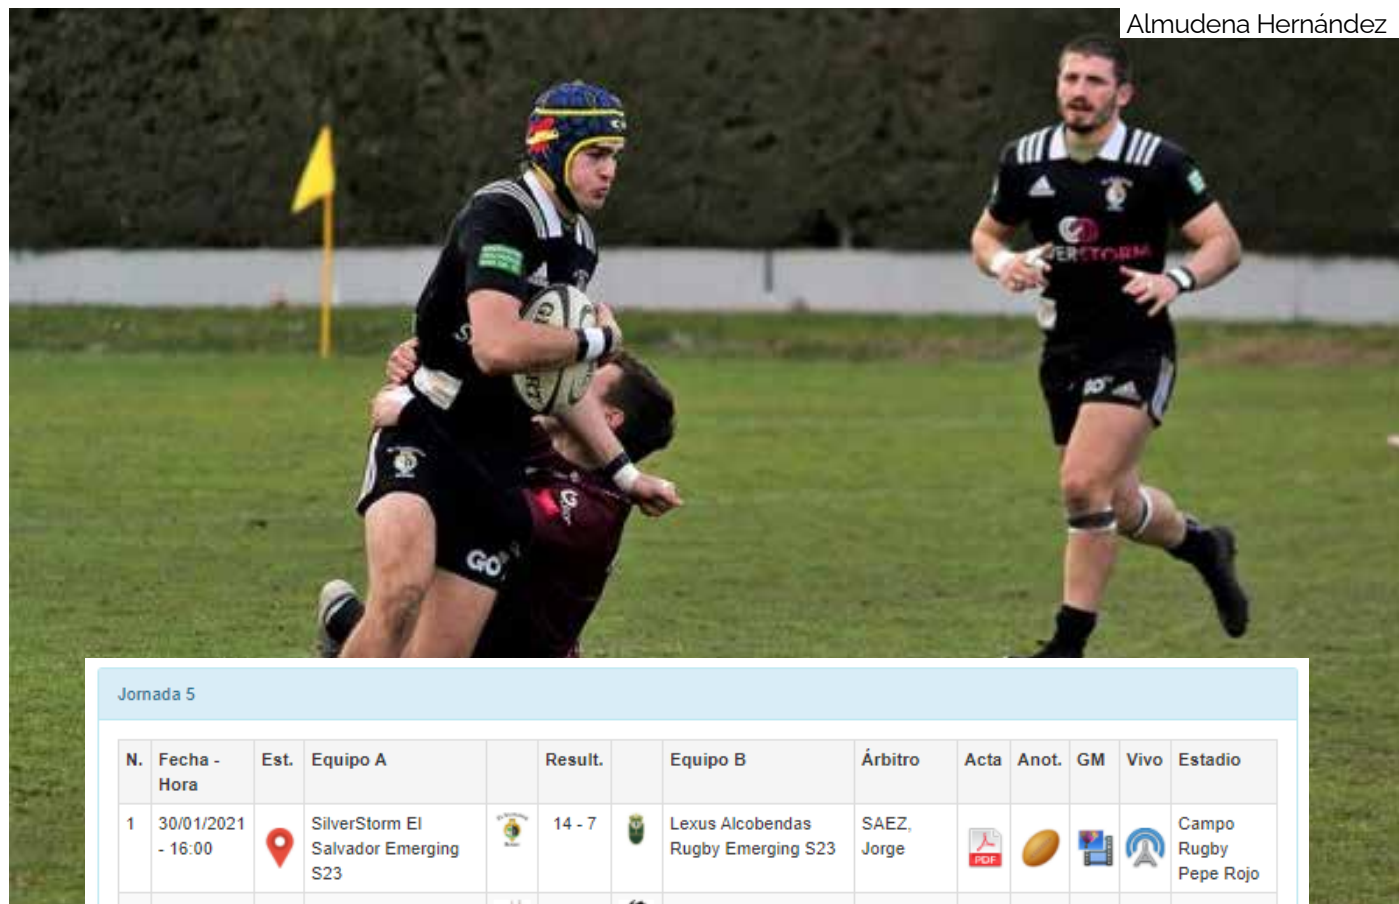 Almudena Hernández
GO
GO
Jornada 5
N. Fecha - Hora Est. Equipo A Result. Equipo B Árbitro Acta Anot. GM Vivo Estadio
1 30/01/2021 - 16:00 SilverStorm El Salvador Emerging S23 14 - 7 Lexus Alcobendas Rugby Emerging S23 SAEZ, Jorge PDF Campo Rugby Pepe Rojo